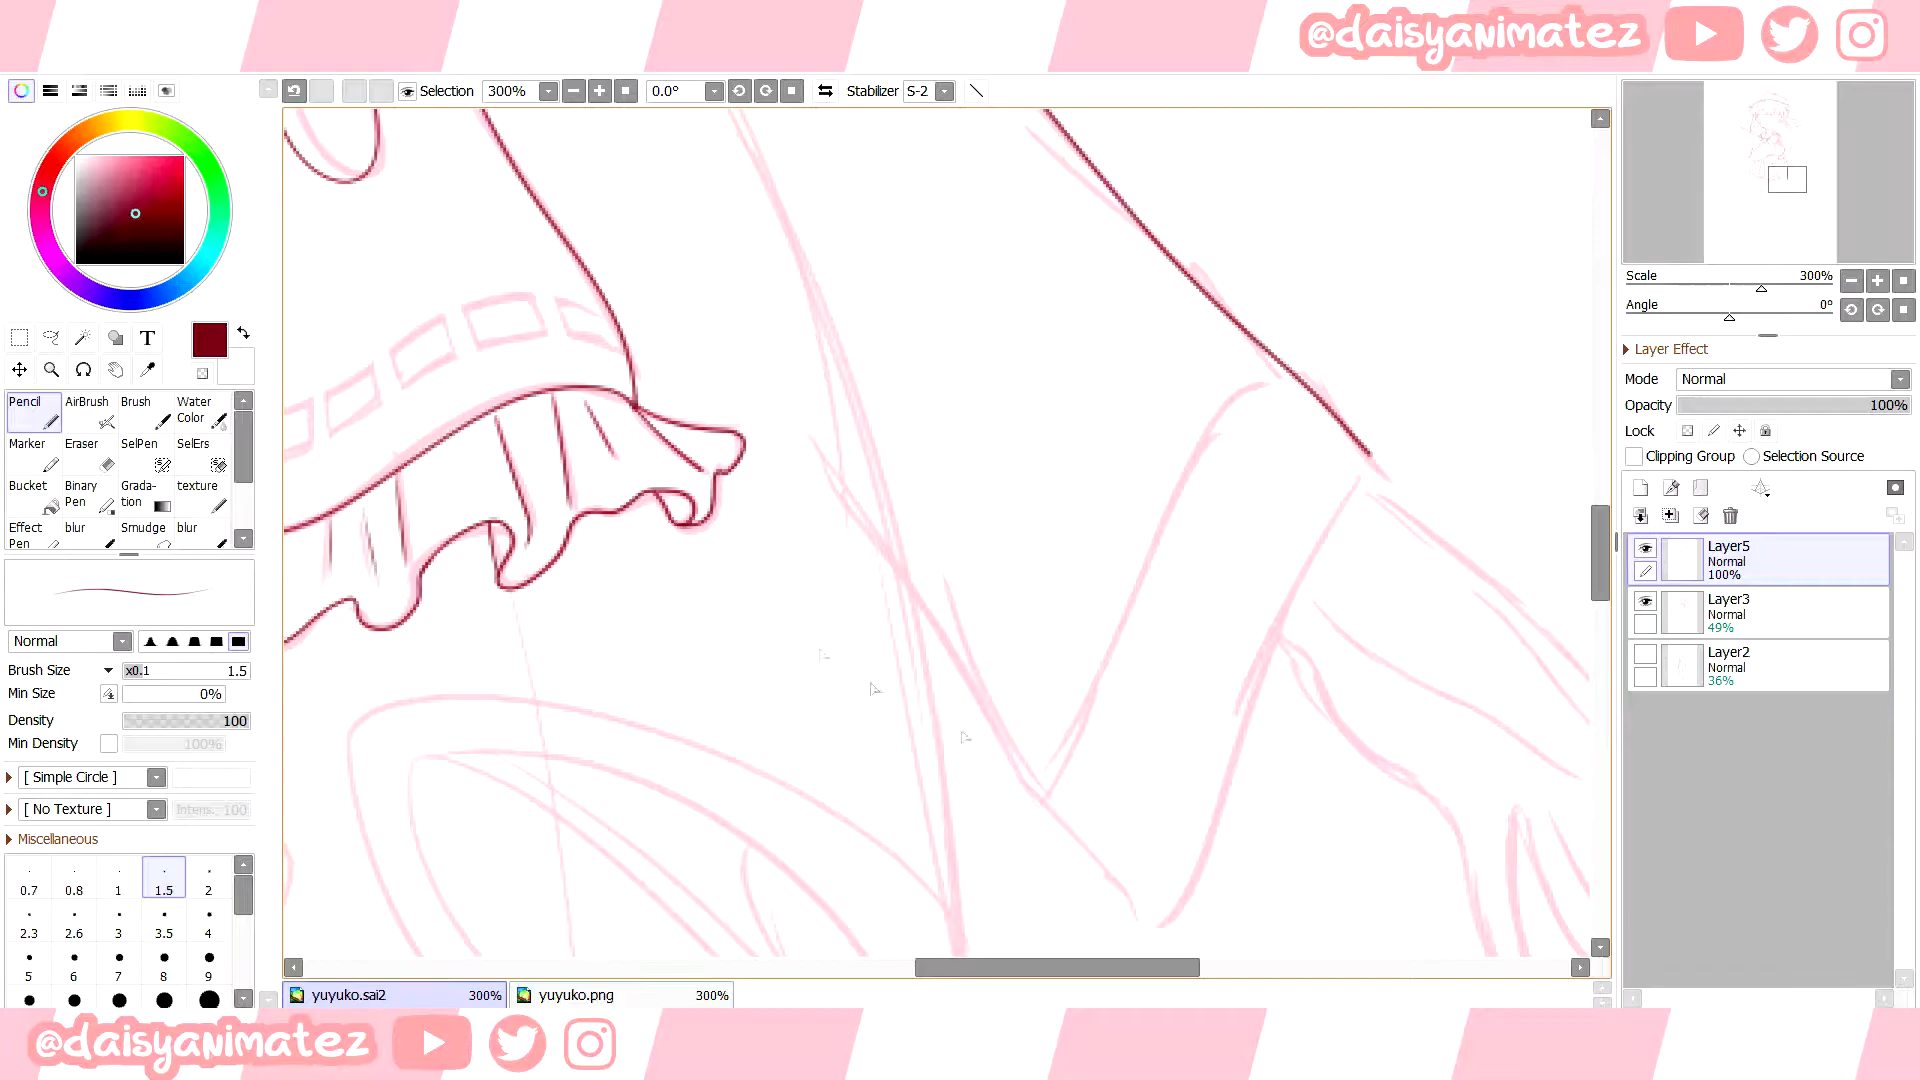 @daisyanimatez
Selection 300% 0.0° Stabilizer S-2
Scale 300%
Angle 0°
T
Layer Effect
Mode Normal
Opacity 100%
Lock
Clipping Group Selection Source
Pencil AirBrush Brush Water Color
Marker Eraser SelPen SelErs
Bucket Binary Pen Grada-tion texture
Effect Pen blur Smudge blur
Layer5
Normal
100%
Layer3
Normal
49%
Layer2
Normal
36%
Normal
Brush Size x0.1 1.5
Min Size 0%
Density 100
Min Density 100%
[ Simple Circle ]
[ No Texture ] Intens. 100
Miscellaneous
0.7 0.8 1 1.5 2
2.3 2.6 3 3.5 4
5 6 7 8 9
yuyuko.sai2 300% yuyuko.png 300%
@daisyanimatez